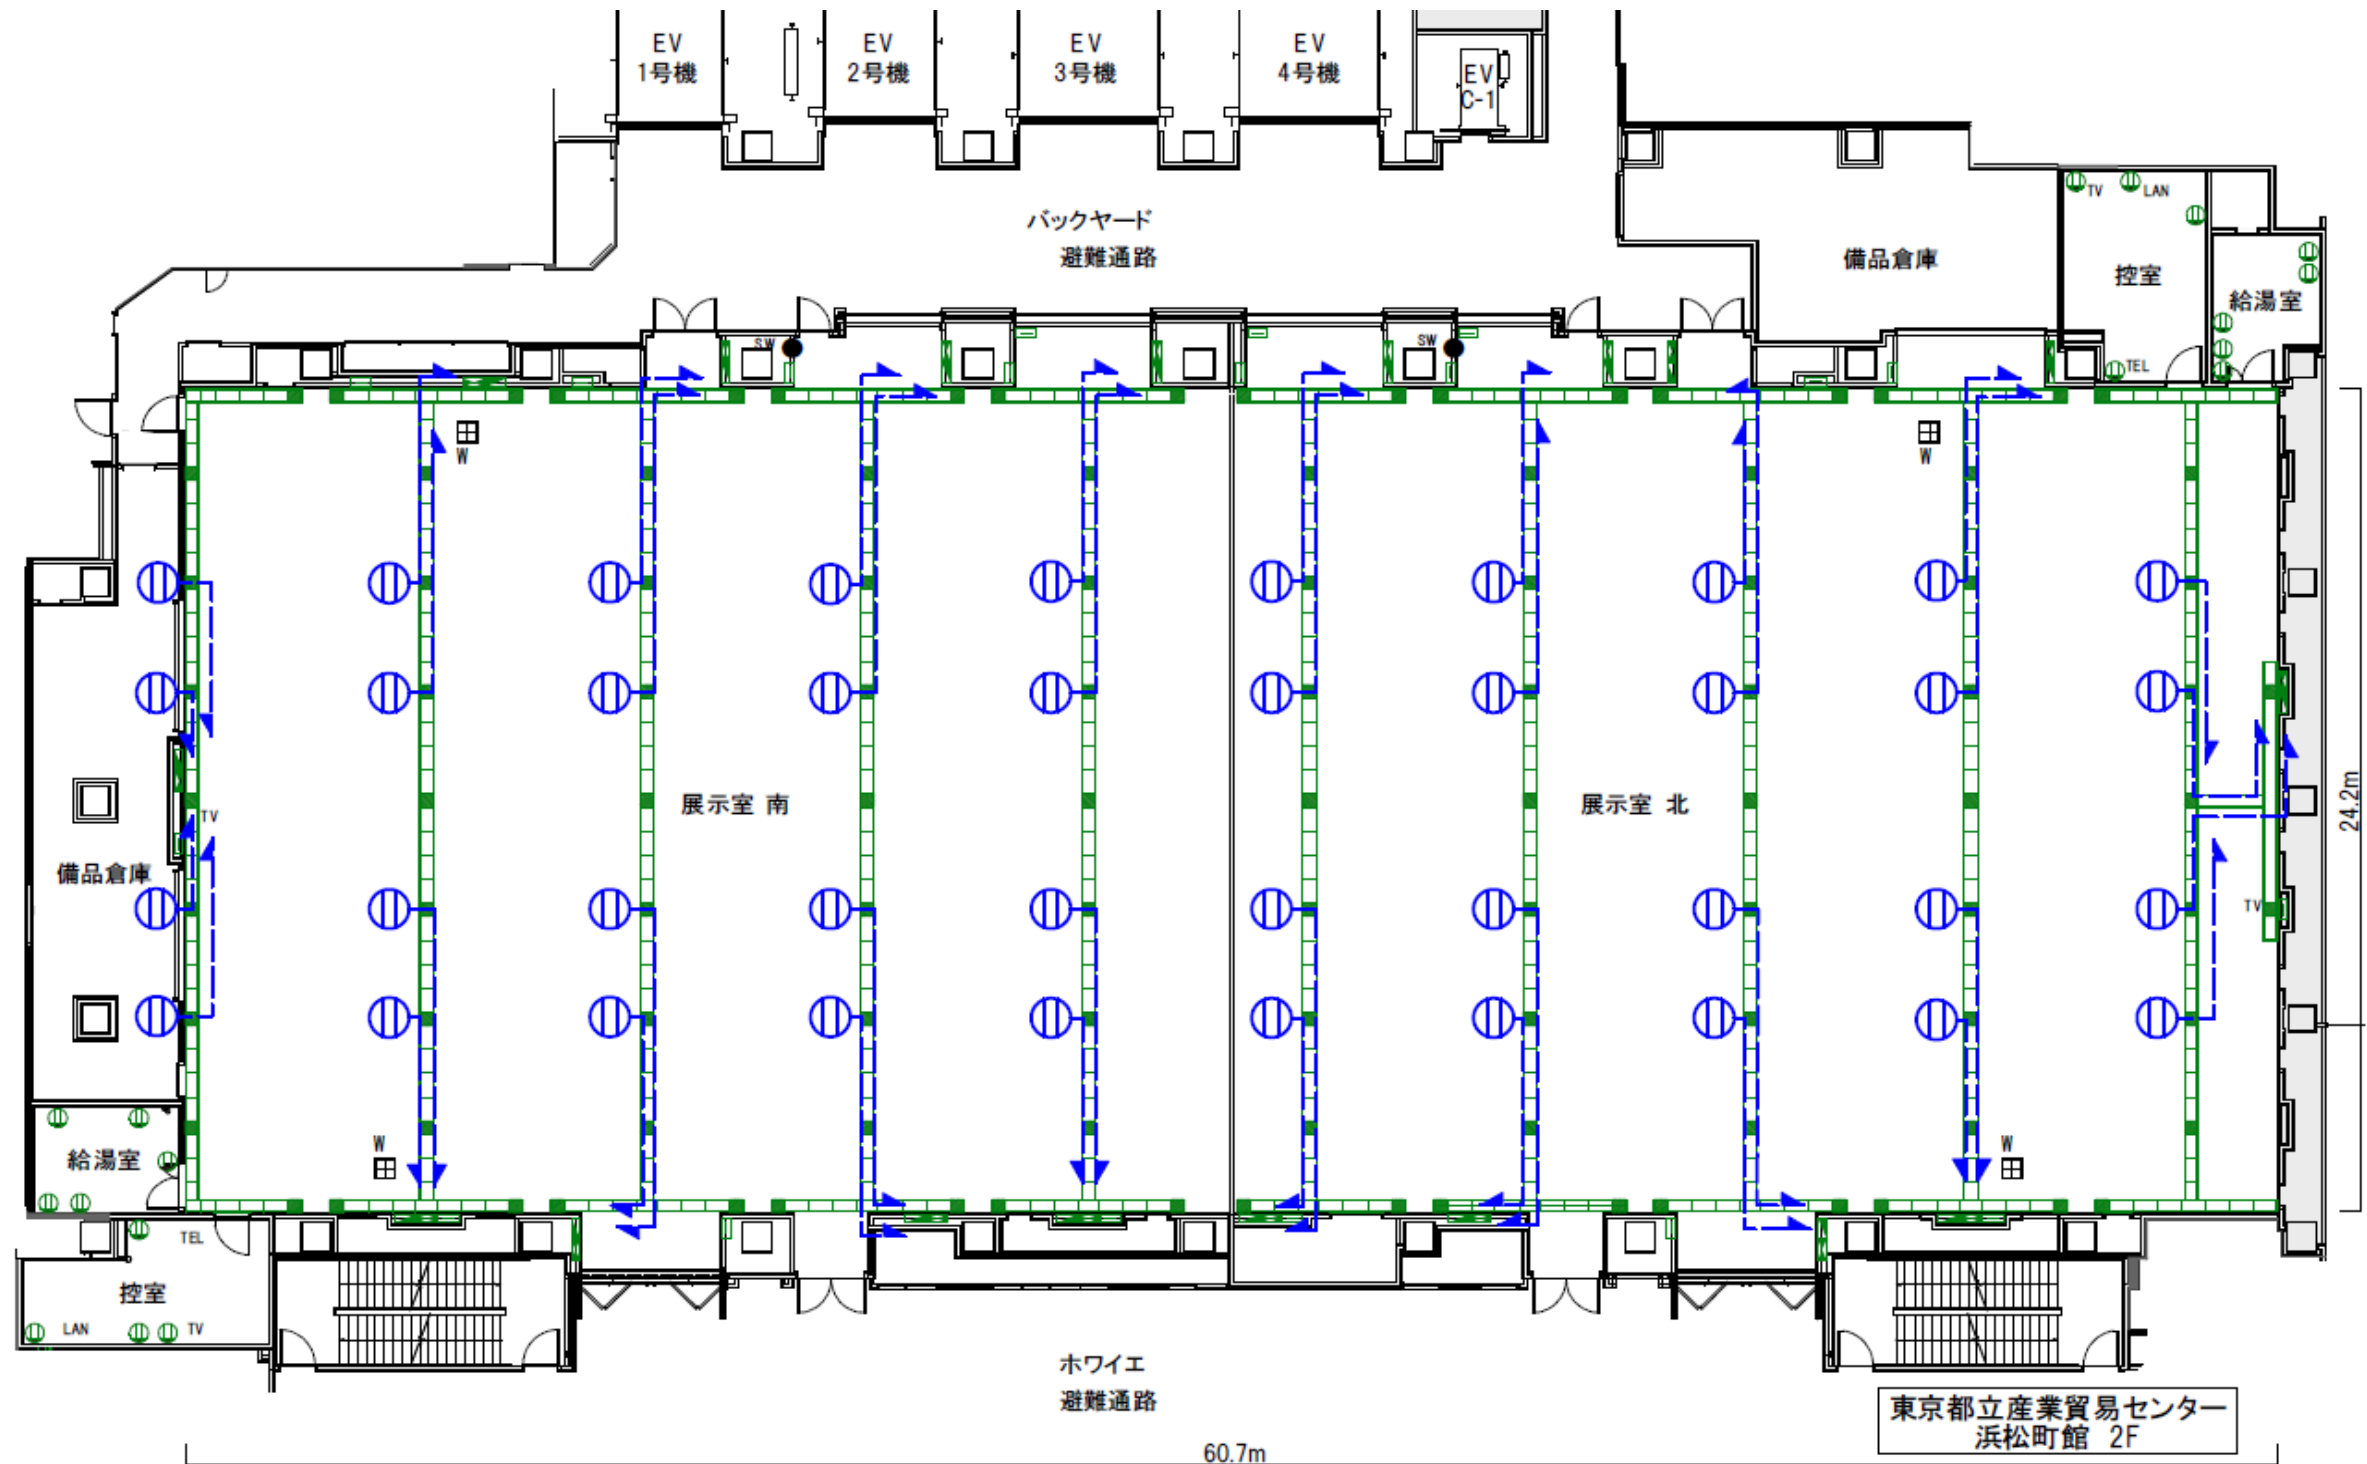 EV
1号機
EV
2号機
EV
3号機
EV
4号機
EV
C-1
バックヤード
避難通路
備品倉庫
TV
LAN
控室
給湯室
TEL
SW
SW
W
W
展示室 南
展示室 北
24.2m
TV
備品倉庫
TV
給湯室
W
W
TEL
控室
LAN
TV
ホワイエ
避難通路
東京都立産業貿易センター
浜松町館 2F
60.7m